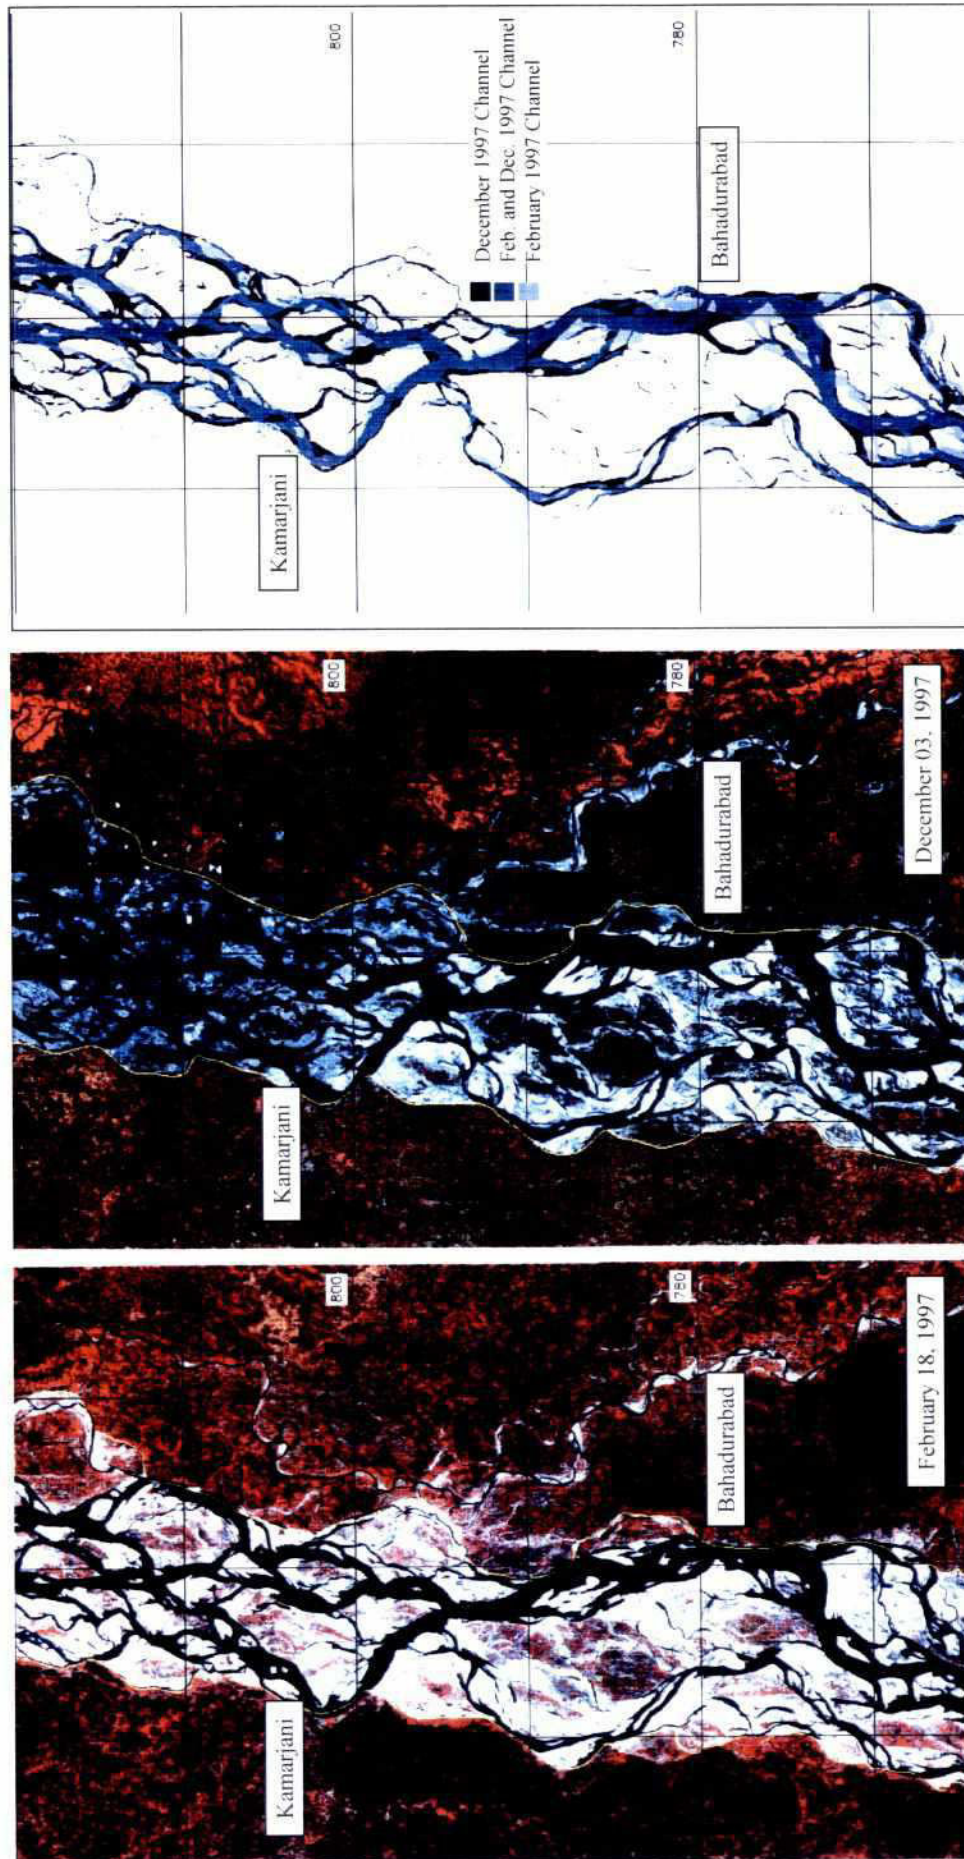 800
780
December 1997 Channel
Feb. and Dec. 1997 Channel
February 1997 Channel
Kamarjani
Bahadurabad
800
780
Kamarjani
Bahadurabad
December 03, 1997
800
780
Kamarjani
Bahadurabad
February 18, 1997